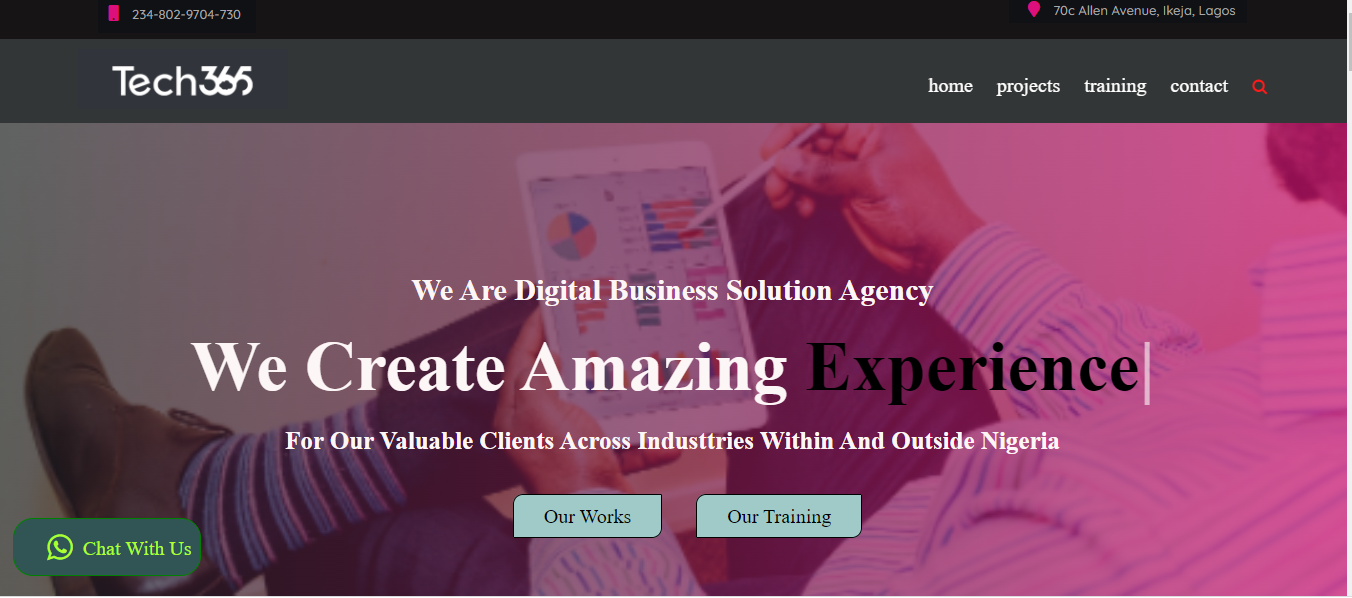 234-802-9704-730
70c Allen Avenue, Ikeja, Lagos
Tech365
home projects training contact
We Are Digital Business Solution Agency
We Create Amazing Experience|
For Our Valuable Clients Across Industtries Within And Outside Nigeria
Our Works
Our Training
Chat With Us